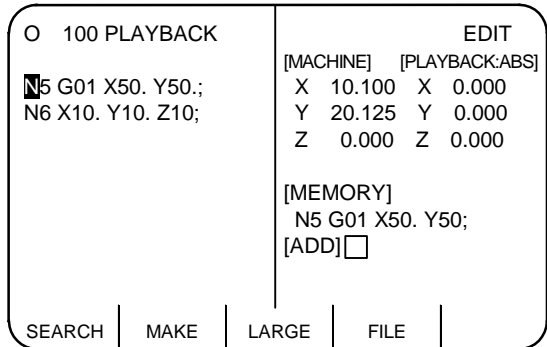 O 100 PLAYBACK
N5 G01 X50. Y50.;
N6 X10. Y10. Z10;
EDIT
[MACHINE] [PLAYBACK:ABS]
X 10.100 X 0.000
Y 20.125 Y 0.000
Z 0.000 Z 0.000
[MEMORY]
N5 G01 X50. Y50;
[ADD]
SEARCH MAKE LARGE FILE